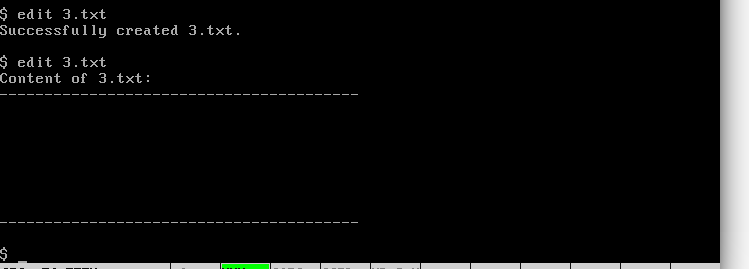 $ edit 3.txt
Successfully created 3.txt.
$ edit 3.txt
Content of 3.txt:
----------------------------------------
----------------------------------------
$ _